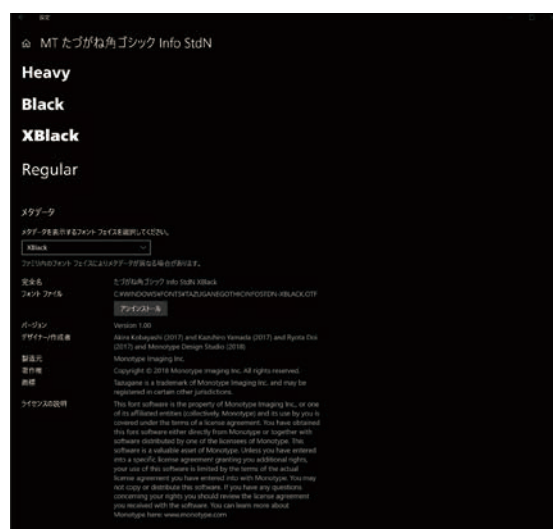 設定
MT たづがね角ゴシック Info StdN
Heavy
Black
XBlack
Regular
メタデータ
メタデータを表示するフォント フェイスを選択してください。
XBlack
ファミリ内のフォント フェイスによりメタデータが異なる場合があります。
完全名 たづがね角ゴシック Info StdN XBlack
フォント ファイル C:¥WINDOWS¥FONTS¥TAZUGANEGOTHICINFOSTDN-XBLACK.OTF
アンインストール
バージョン Version 1.00
デザイナー/作成者 Akira Kobayashi (2017) and Kazuhiro Yamada (2017) and Ryota Doi
(2017) and Monotype Design Studio (2018)
製造元 Monotype Imaging Inc.
著作権 Copyright © 2018 Monotype Imaging Inc. All rights reserved.
商標 Tazugane is a trademark of Monotype Imaging Inc. and may be
registered in certain other jurisdictions.
ライセンスの説明 This font software is the property of Monotype Imaging Inc., or one
of its affiliated entities (collectively, Monotype) and its use by you is
covered under the terms of a license agreement. You have obtained
this font software either directly from Monotype or together with
software distributed by one of the licensees of Monotype. This
software is a valuable asset of Monotype. Unless you have entered
into a specific license agreement granting you additional rights,
your use of this software is limited by the terms of the actual
license agreement you have entered into with Monotype. You may
not copy or distribute this software. If you have any questions
concerning your rights you should review the license agreement
you received with the software. You can learn more about
Monotype here: www.monotype.com